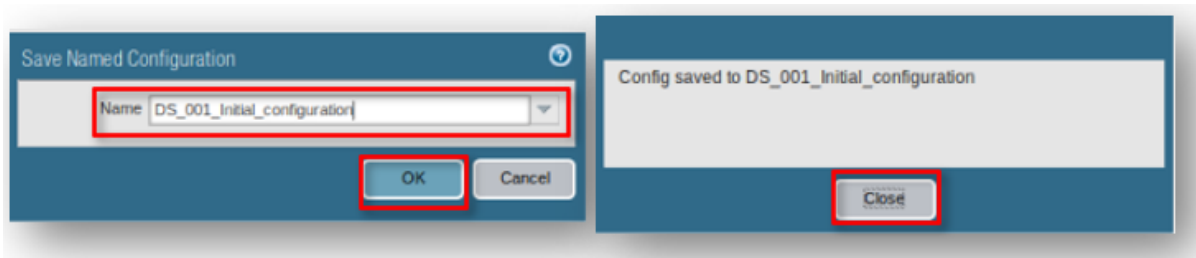 Save Named Configuration
Name DS_001_Initial_configuration
OK Cancel
Config saved to DS_001_Initial_configuration
Close